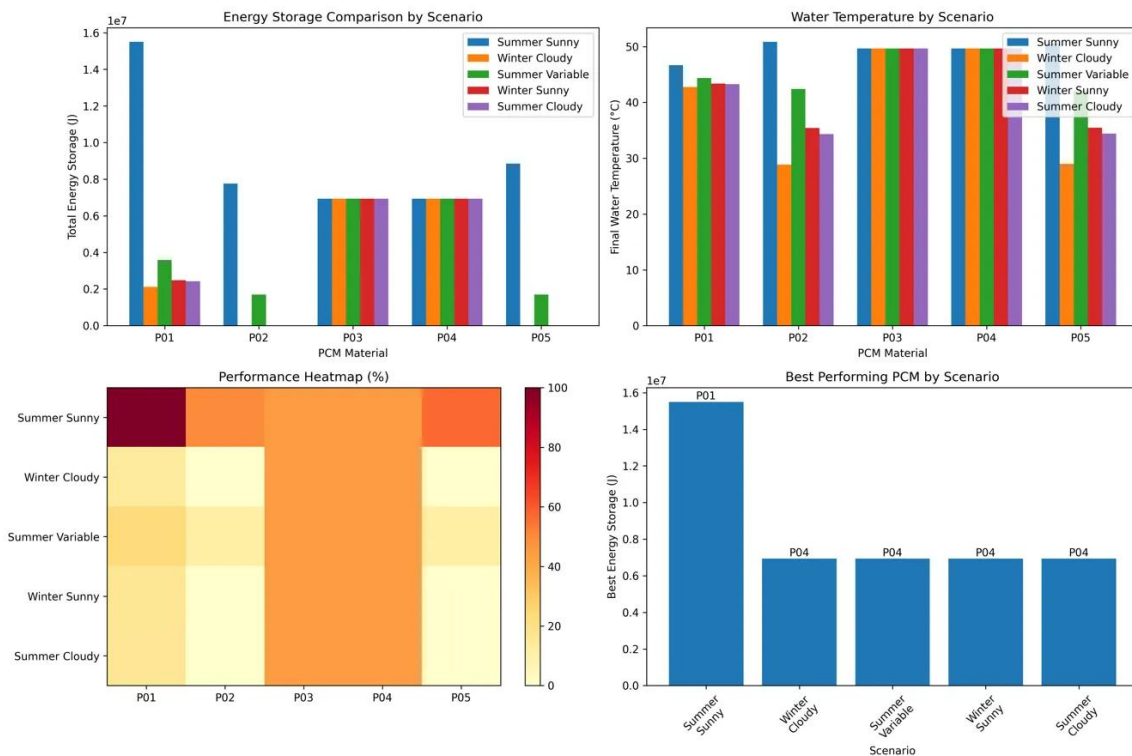 Energy Storage Comparison by Scenario
1e7
Total Energy Storage (J)
1.6
1.4
1.2
1.0
0.8
0.6
0.4
0.2
0.0
Summer Sunny
Winter Cloudy
Summer Variable
Winter Sunny
Summer Cloudy
P01 P02 P03 P04 P05
PCM Material
Water Temperature by Scenario
Final Water Temperature (°C)
50
40
30
20
10
0
Summer Sunny
Winter Cloudy
Summer Variable
Winter Sunny
Summer Cloudy
P01 P02 P03 P04 P05
PCM Material
Performance Heatmap (%)
Summer Sunny
Winter Cloudy
Summer Variable
Winter Sunny
Summer Cloudy
P01 P02 P03 P04 P05
100
80
60
40
20
0
Best Performing PCM by Scenario
1e7
Best Energy Storage (J)
1.6
1.4
1.2
1.0
0.8
0.6
0.4
0.2
0.0
P01
P04 P04 P04 P04
Summer
Sunny
Winter
Cloudy
Summer
Variable
Winter
Sunny
Summer
Cloudy
Scenario